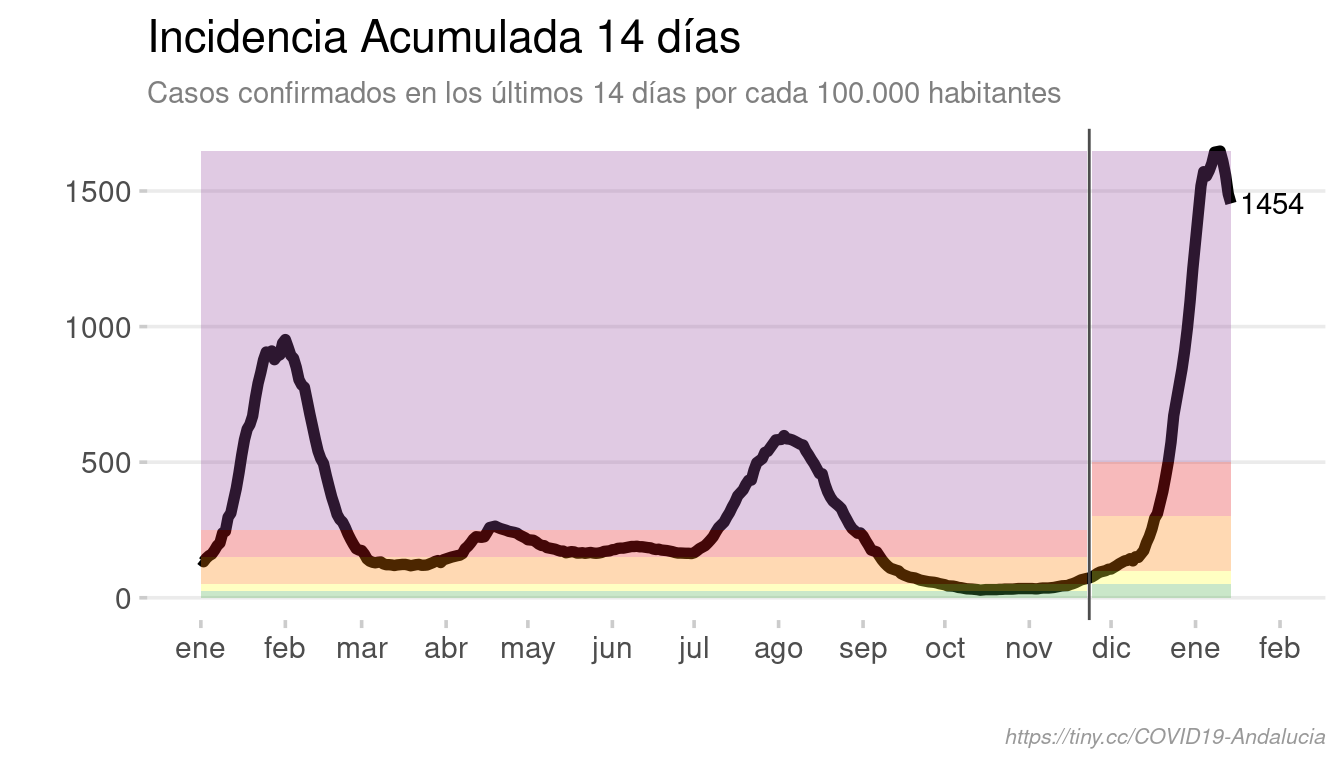 Incidencia Acumulada 14 días
Casos confirmados en los últimos 14 días por cada 100.000 habitantes
1500
1454
1000
500
0
ene feb mar abr may jun jul ago sep oct nov dic ene feb
https://tiny.cc/COVID19-Andalucia